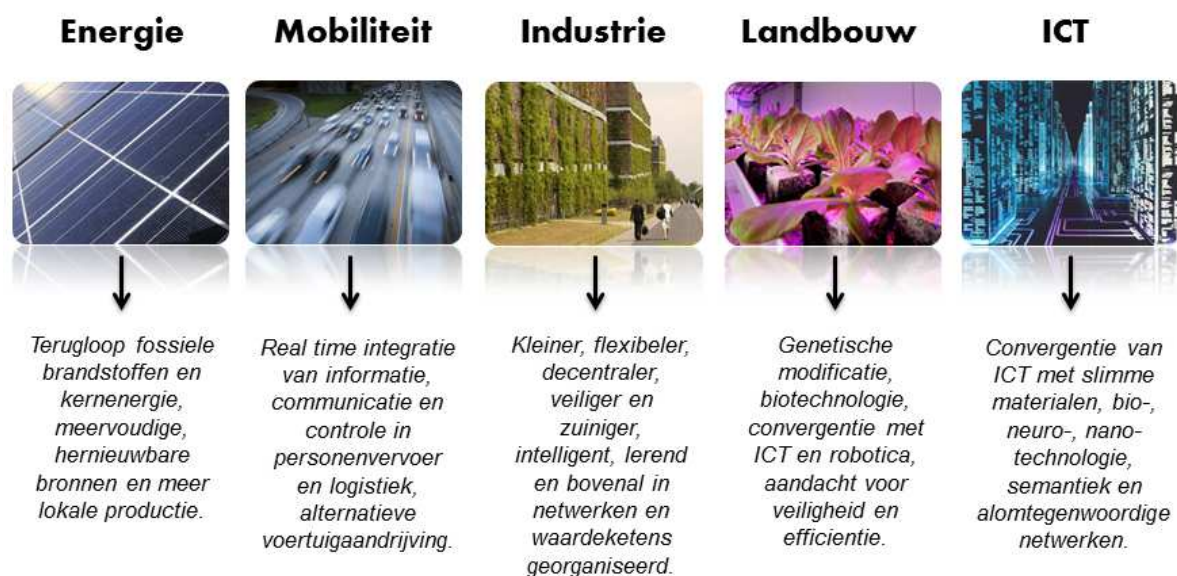 Energie
Mobiliteit
Industrie
Landbouw
ICT
Terugloop fossiele
brandstoffen en
kernenergie,
meervoudige,
hernieuwbare
bronnen en meer
lokale productie.
Real time integratie
van informatie,
communicatie en
controle in
personenvervoer
en logistiek,
alternatieve
voertuigaandrijving.
Kleiner, flexibeler,
decentraler,
veiliger en
zuiniger,
intelligent, lerend
en bovenal in
netwerken en
waardeketens
georganiseerd.
Genetische
modificatie,
biotechnologie,
convergentie met
ICT en robotica,
aandacht voor
veiligheid en
efficientie.
Convergentie van
ICT met slimme
materialen, bio-,
neuro-, nano-
technologie,
semantiek en
alomtegenwoordige
netwerken.